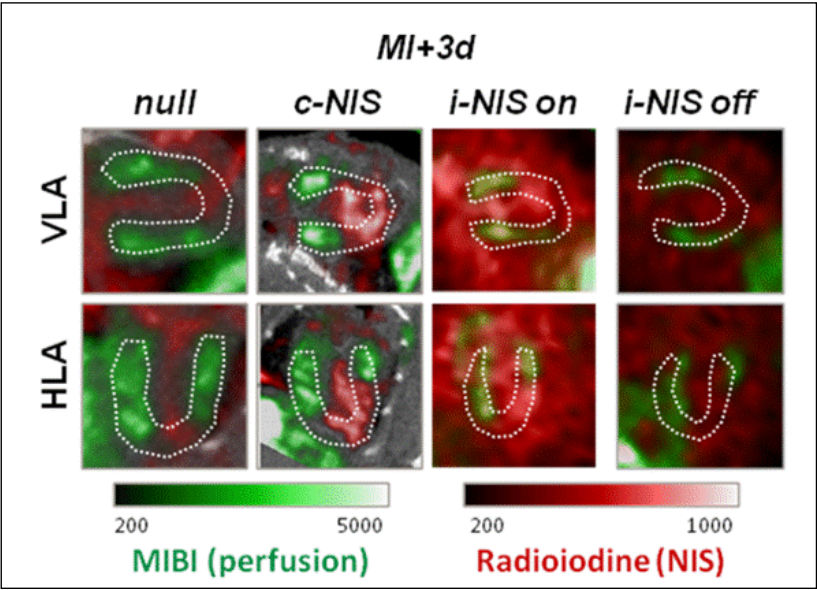 MI+3d
null c-NIS i-NIS on i-NIS off
VLA
HLA
200 5000 200 1000
MIBI (perfusion) Radioiodine (NIS)